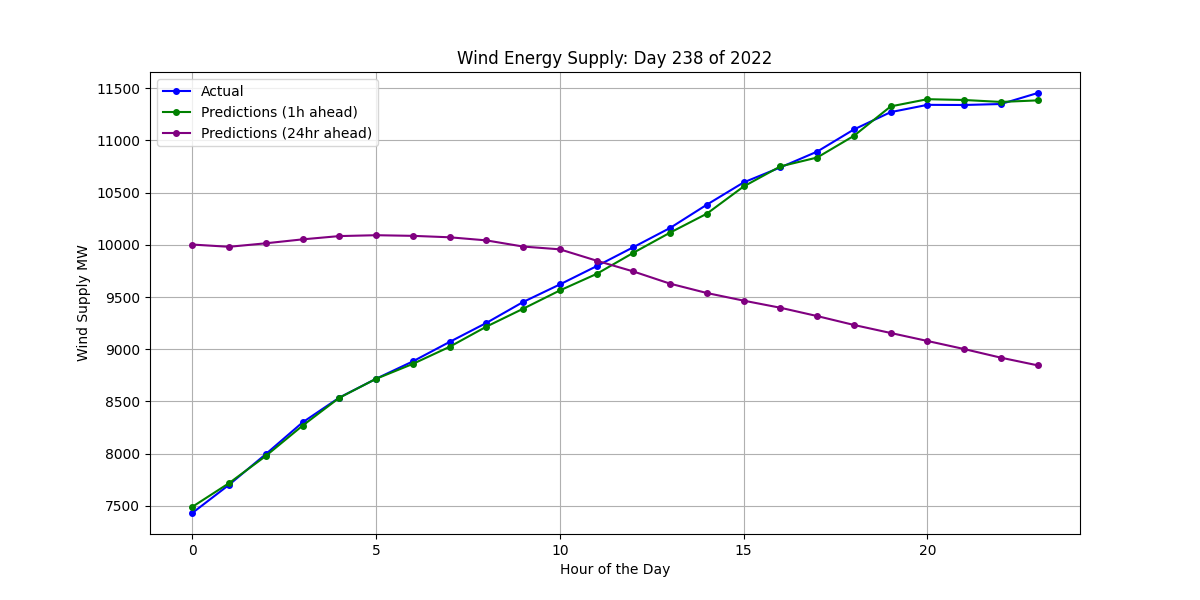 Wind Energy Supply: Day 238 of 2022
Actual
Predictions (1h ahead)
Predictions (24hr ahead)
Wind Supply MW
11500
11000
10500
10000
9500
9000
8500
8000
7500
0 5 10 15 20
Hour of the Day